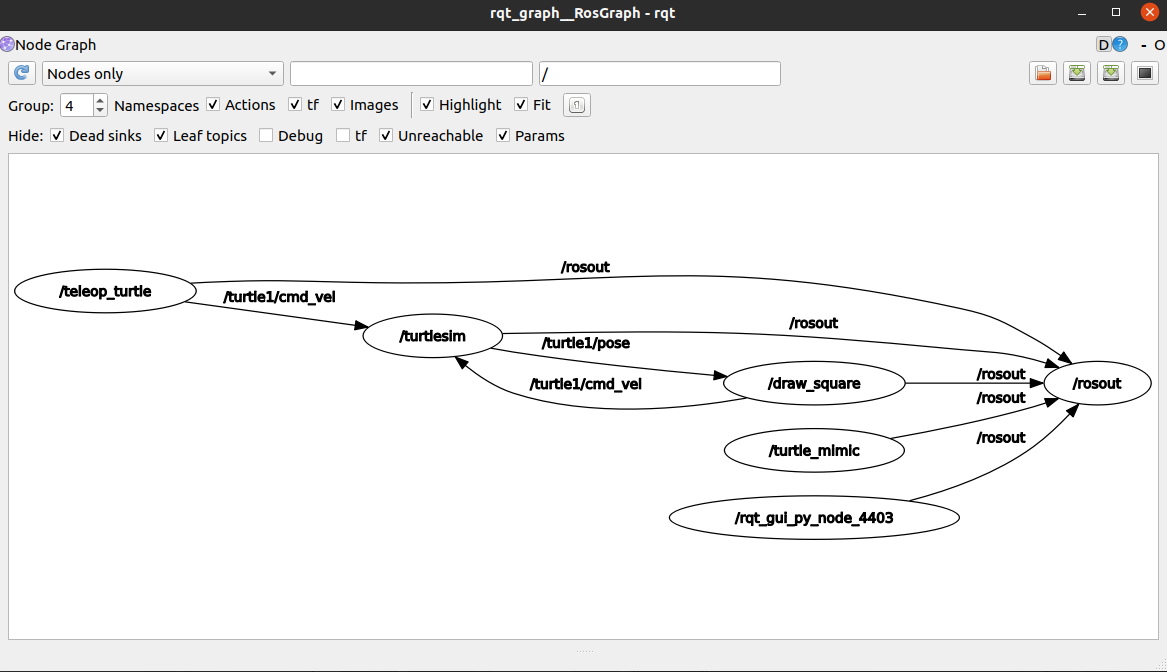 rqt_graph__RosGraph - rqt
Node Graph
D ? - O
Nodes only
/
Group: 4 Namespaces Actions tf Images Highlight Fit
Hide: Dead sinks Leaf topics Debug tf Unreachable Params
/rosout
/teleop_turtle
/turtle1/cmd_vel
/rosout
/turtlesim
/turtle1/pose
/rosout
/turtle1/cmd_vel
/draw_square
/rosout
/rosout
/rosout
/turtle_mimic
/rqt_gui_py_node_4403